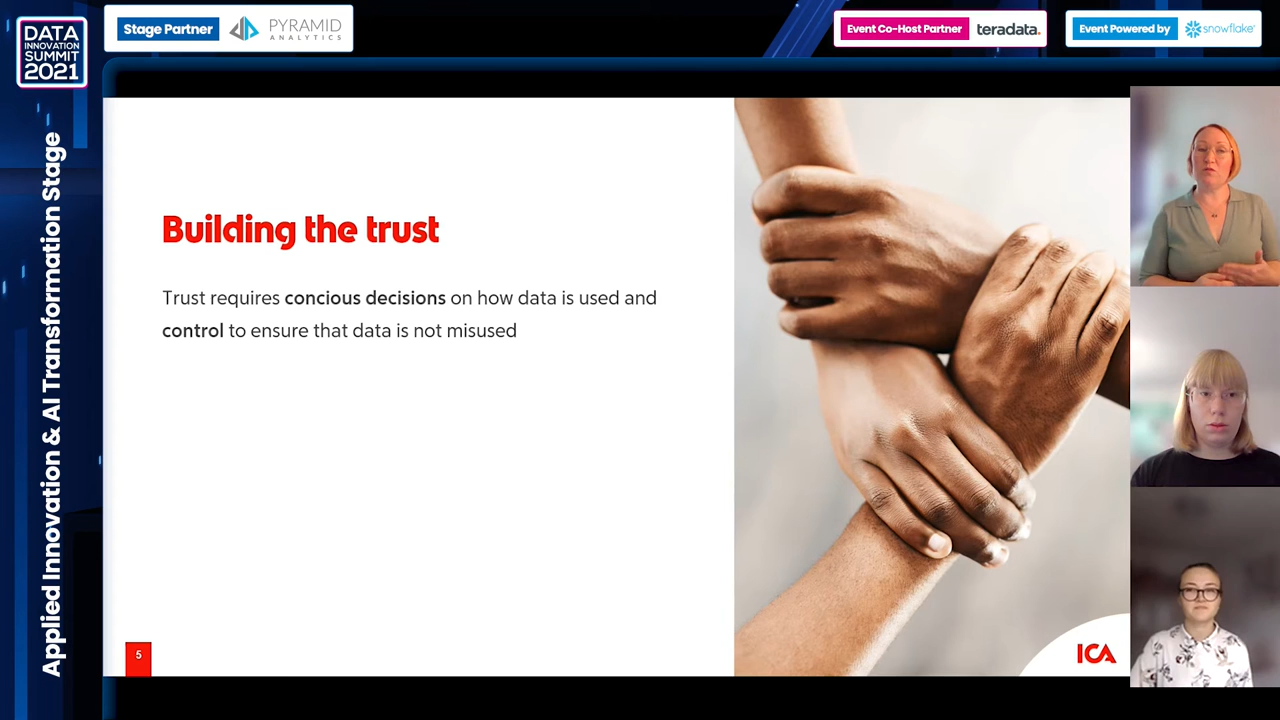 DATA
INNOVATION
SUMMIT
2021
Stage Partner
PYRAMID
ANALYTICS
Event Co-Host Partner
teradata.
Event Powered by
snowflake
Applied Innovation & AI Transformation Stage
Building the trust
Trust requires concious decisions on how data is used and
control to ensure that data is not misused
5
ICA